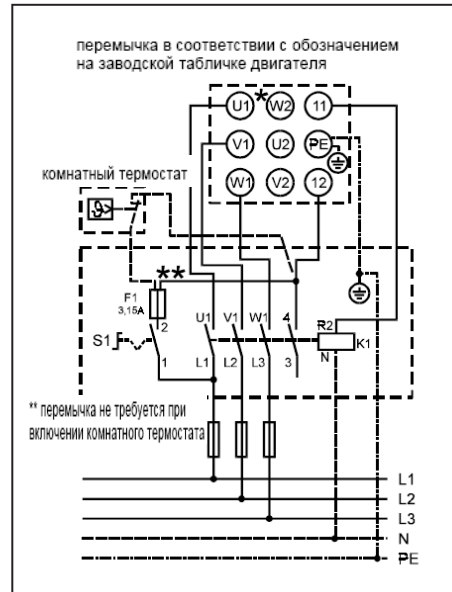 перемычка в соответствии с обозначением
на заводской табличке двигателя
U1 * W2 11
V1 U2 PE
W1 V2 12
комнатный термостат
**
F1
3,15A
2
U1 V1 W1 4
R2
S1
K1
N
1
L1 L2 L3 3
** перемычка не требуется при
включении комнатного термостата
L1
L2
L3
N
PE